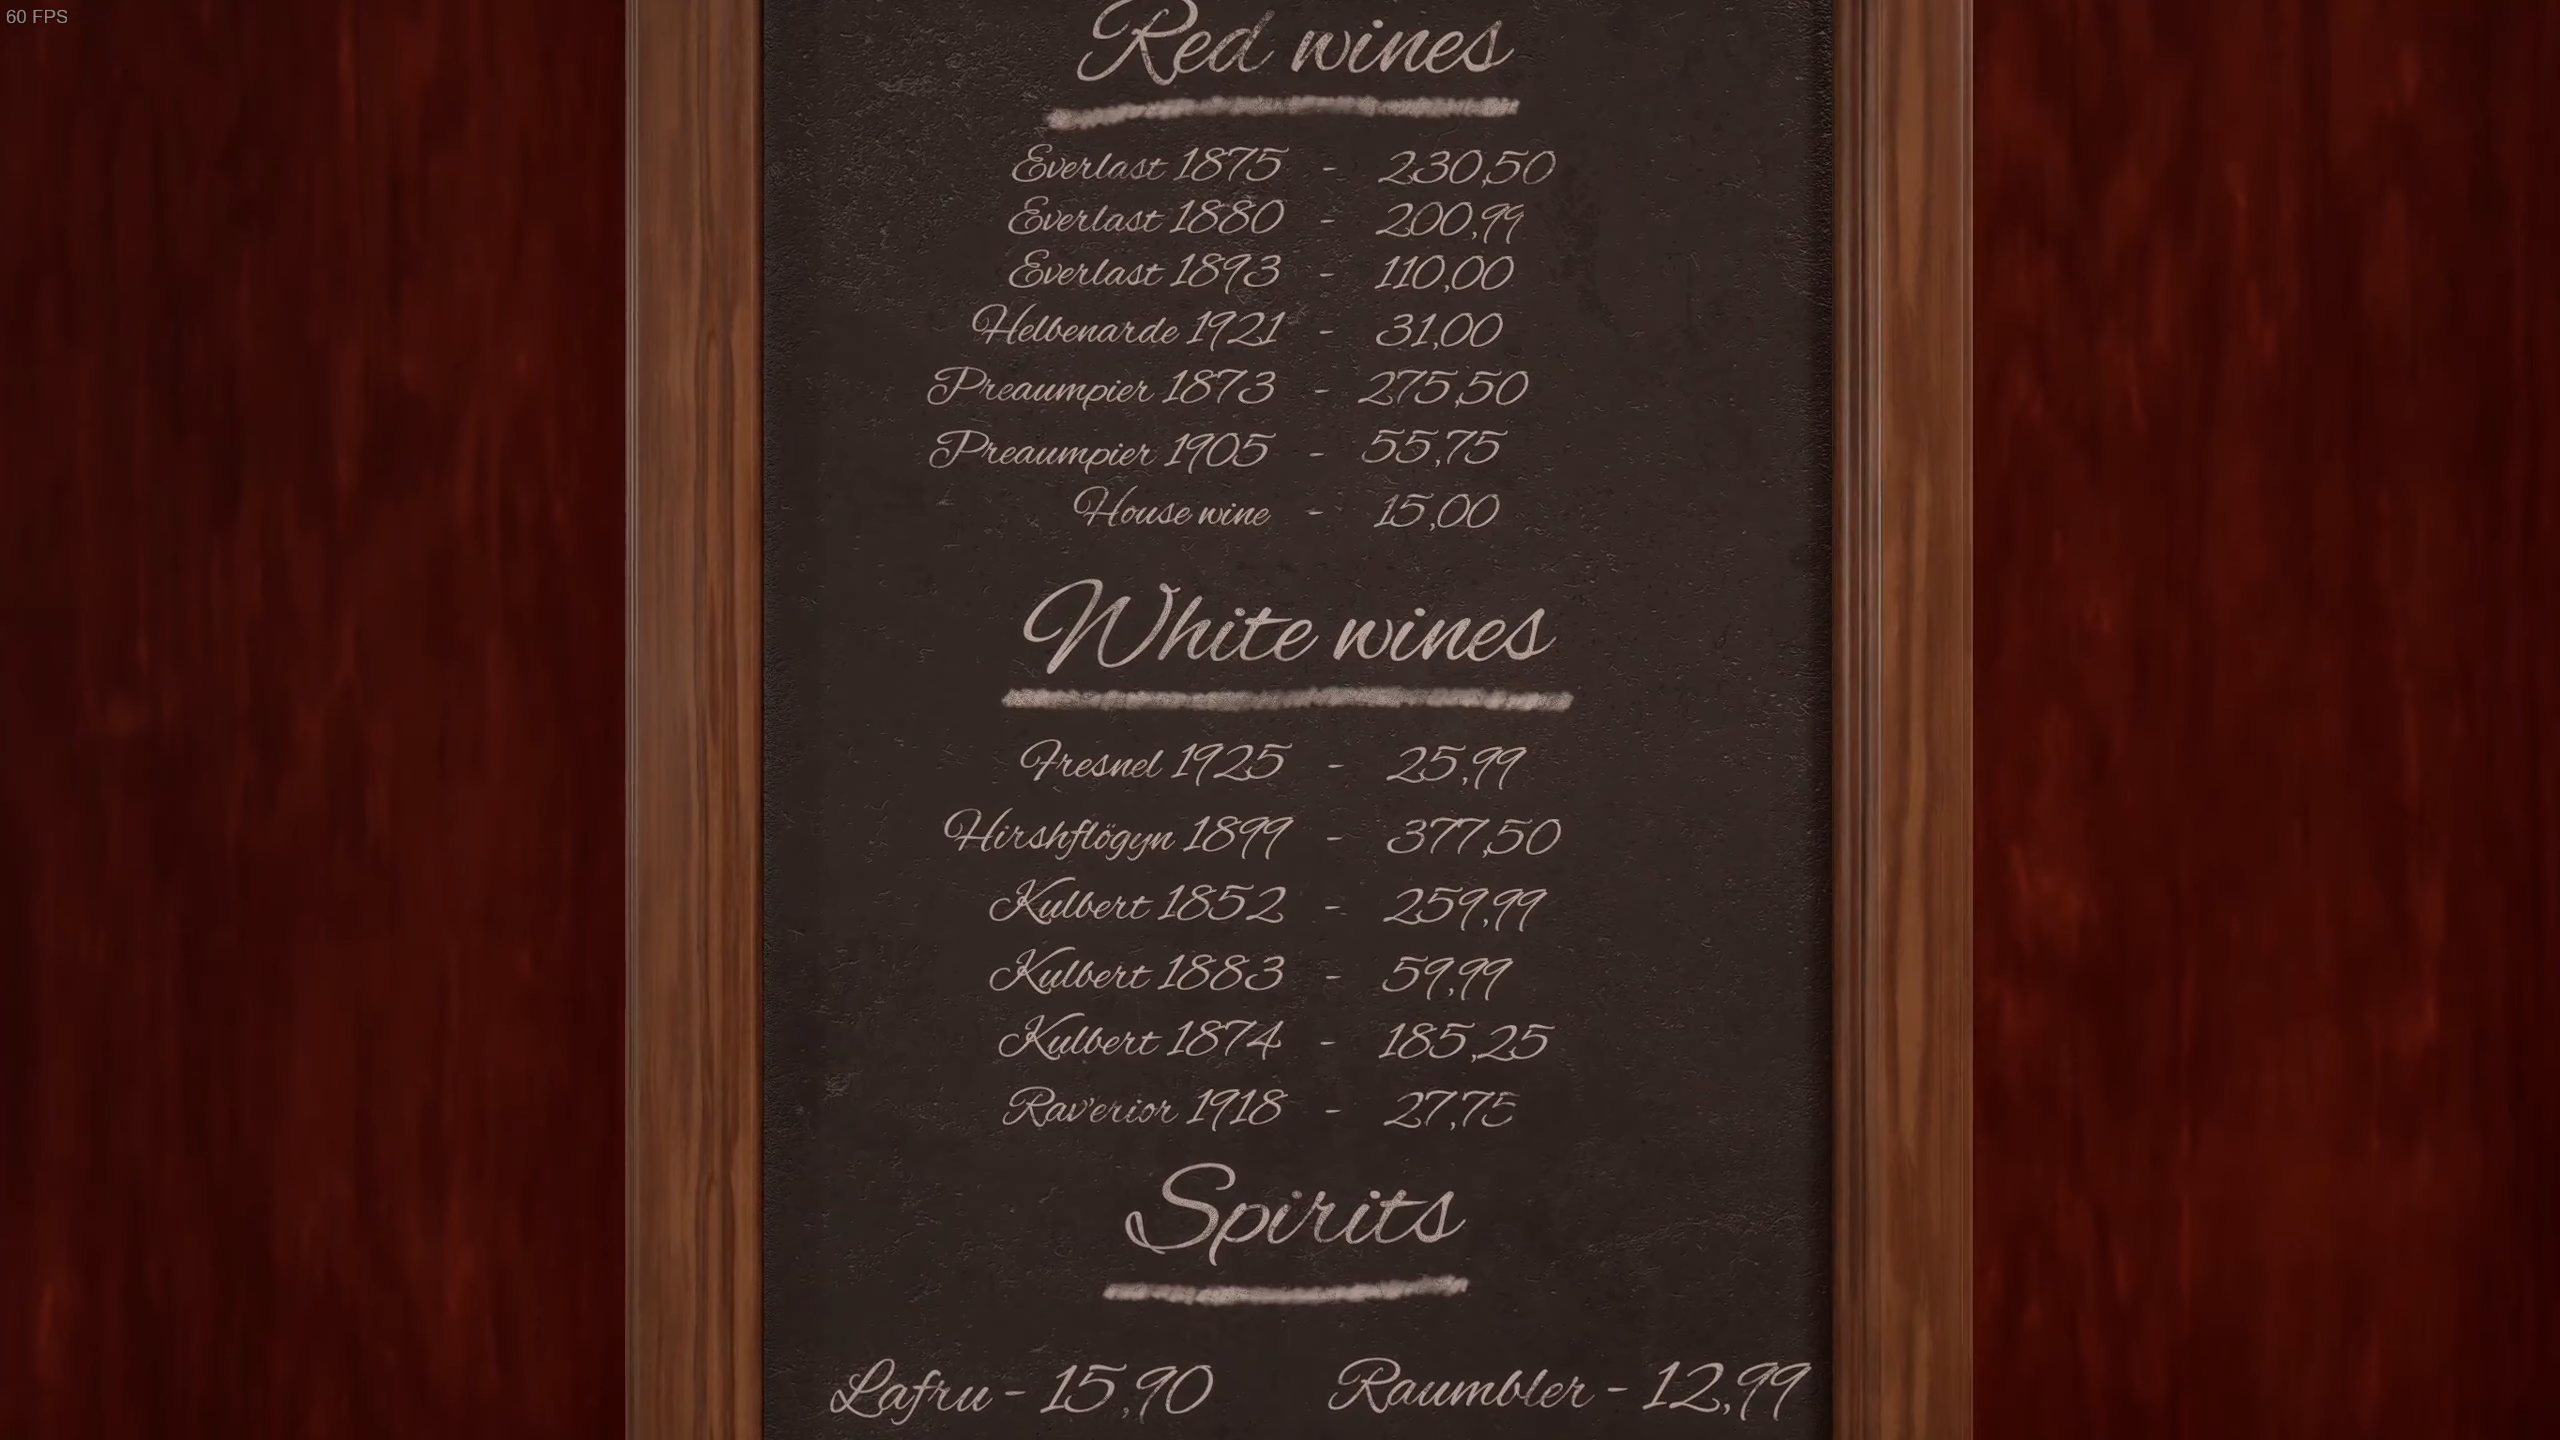 60 FPS
Red wines
Everlast 1875 - 230,50
Everlast 1880 - 200,99
Everlast 1893 - 110,00
Helbenarde 1921 - 31,00
Preaumpier 1873 - 275,50
Preaumpier 1905 - 55,75
House wine - 15,00
White wines
Fresnel 1925 - 25,99
Hirshflögyn 1899 - 377,50
Kulbert 1852 - 259,99
Kulbert 1883 - 59,99
Kulbert 1874 - 185,25
Rav'erior 1918 - 27,75
Spirits
Lafru - 15,90 Raumbler - 12,99